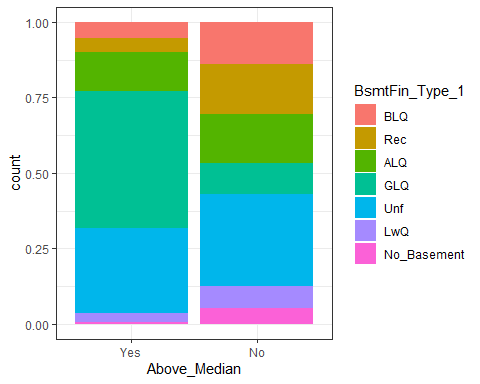 1.00
0.75
0.50
0.25
0.00
count
Yes
No
Above_Median
BsmtFin_Type_1
BLQ
Rec
ALQ
GLQ
Unf
LwQ
No_Basement